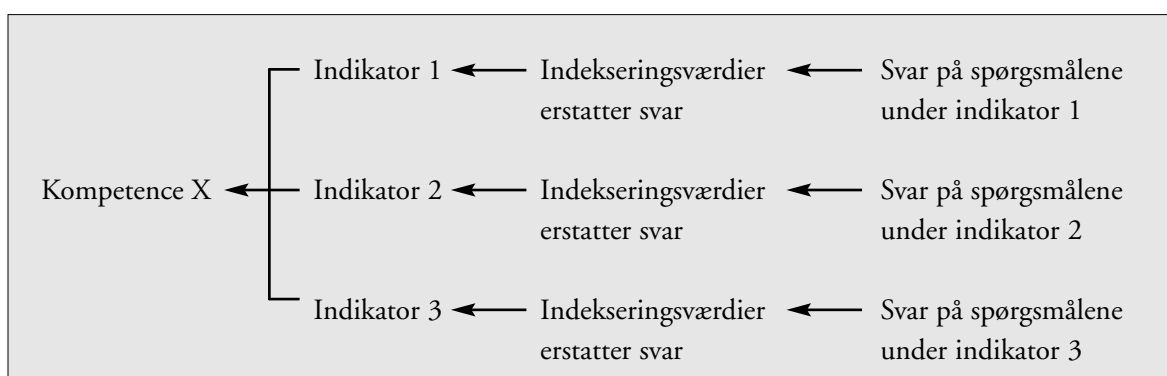 Indikator 1 Indekseringsværdier Svar på spørgsmålene
erstatter svar under indikator 1
Kompetence X Indikator 2 Indekseringsværdier Svar på spørgsmålene
erstatter svar under indikator 2
Indikator 3 Indekseringsværdier Svar på spørgsmålene
erstatter svar under indikator 3